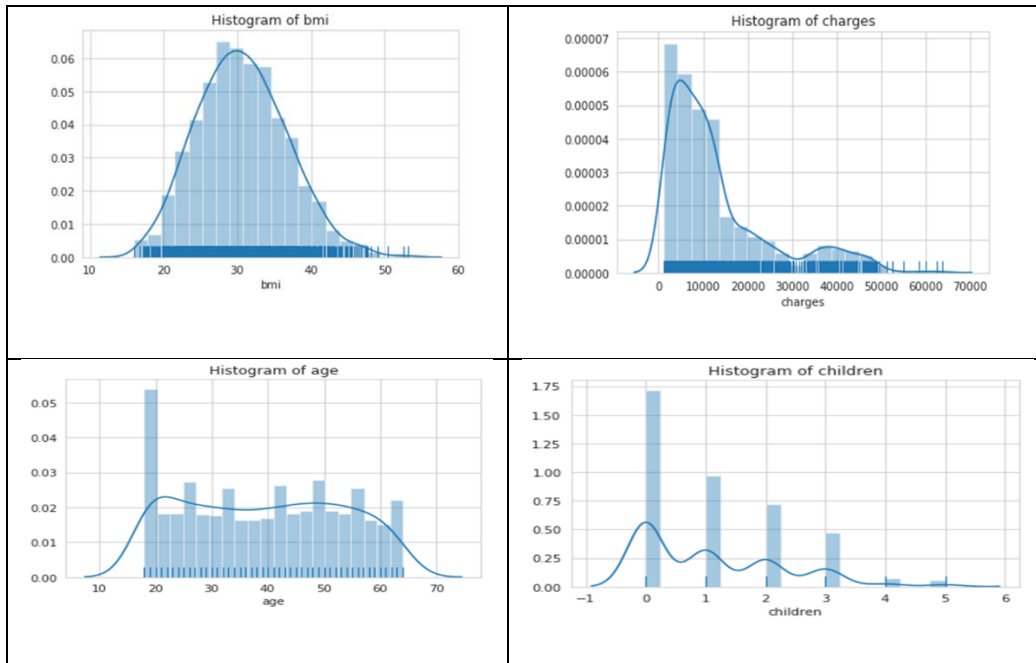 Histogram of bmi
0.06
0.05
0.04
0.03
0.02
0.01
0.00
10 20 30 40 50 60
bmi
Histogram of charges
0.00007
0.00006
0.00005
0.00004
0.00003
0.00002
0.00001
0.00000
0 10000 20000 30000 40000 50000 60000 70000
charges
Histogram of age
0.05
0.04
0.03
0.02
0.01
0.00
10 20 30 40 50 60 70
age
Histogram of children
1.75
1.50
1.25
1.00
0.75
0.50
0.25
0.00
−1 0 1 2 3 4 5 6
children